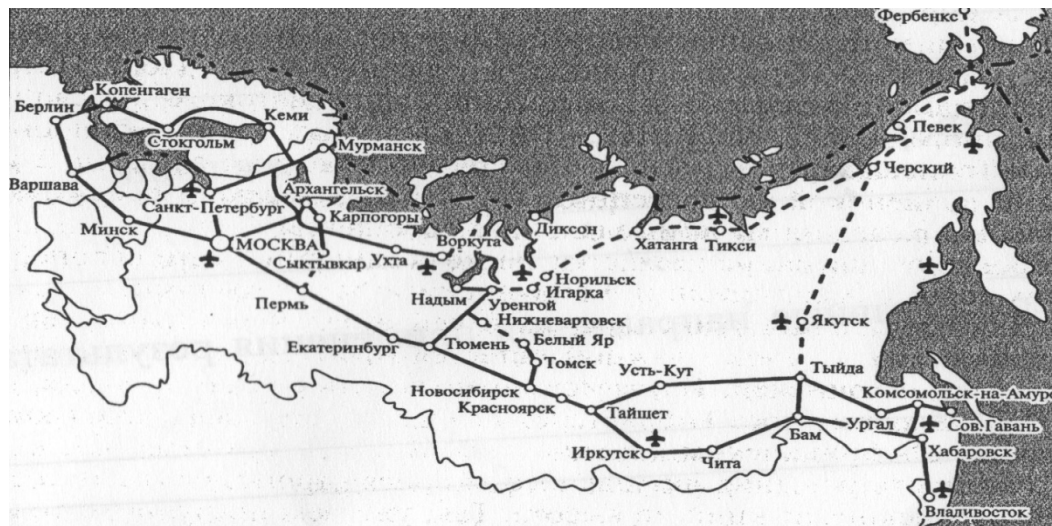 Фербенкс
Копенгаген
Берлин
Кеми
Певек
Стокгольм
Мурманск
Черский
Варшава
Архангельск
Санкт-Петербург
Карпогоры
Диксон
Минск
МОСКВА
Воркута
Хатанга
Сыктывкар
Ухта
Норильск
Надым
Игарка
Пермь
Уренгой
Нижневартовск
Якутск
Екатеринбург
Тюмень
Белый Яр
Томск
Усть-Кут
Тыйда
Новосибирск
Комсомольск-на-Амуре
Красноярск
Тайшет
Ургал
Сов.Гавань
Бам
Иркутск
Чита
Хабаровск
Владивосток